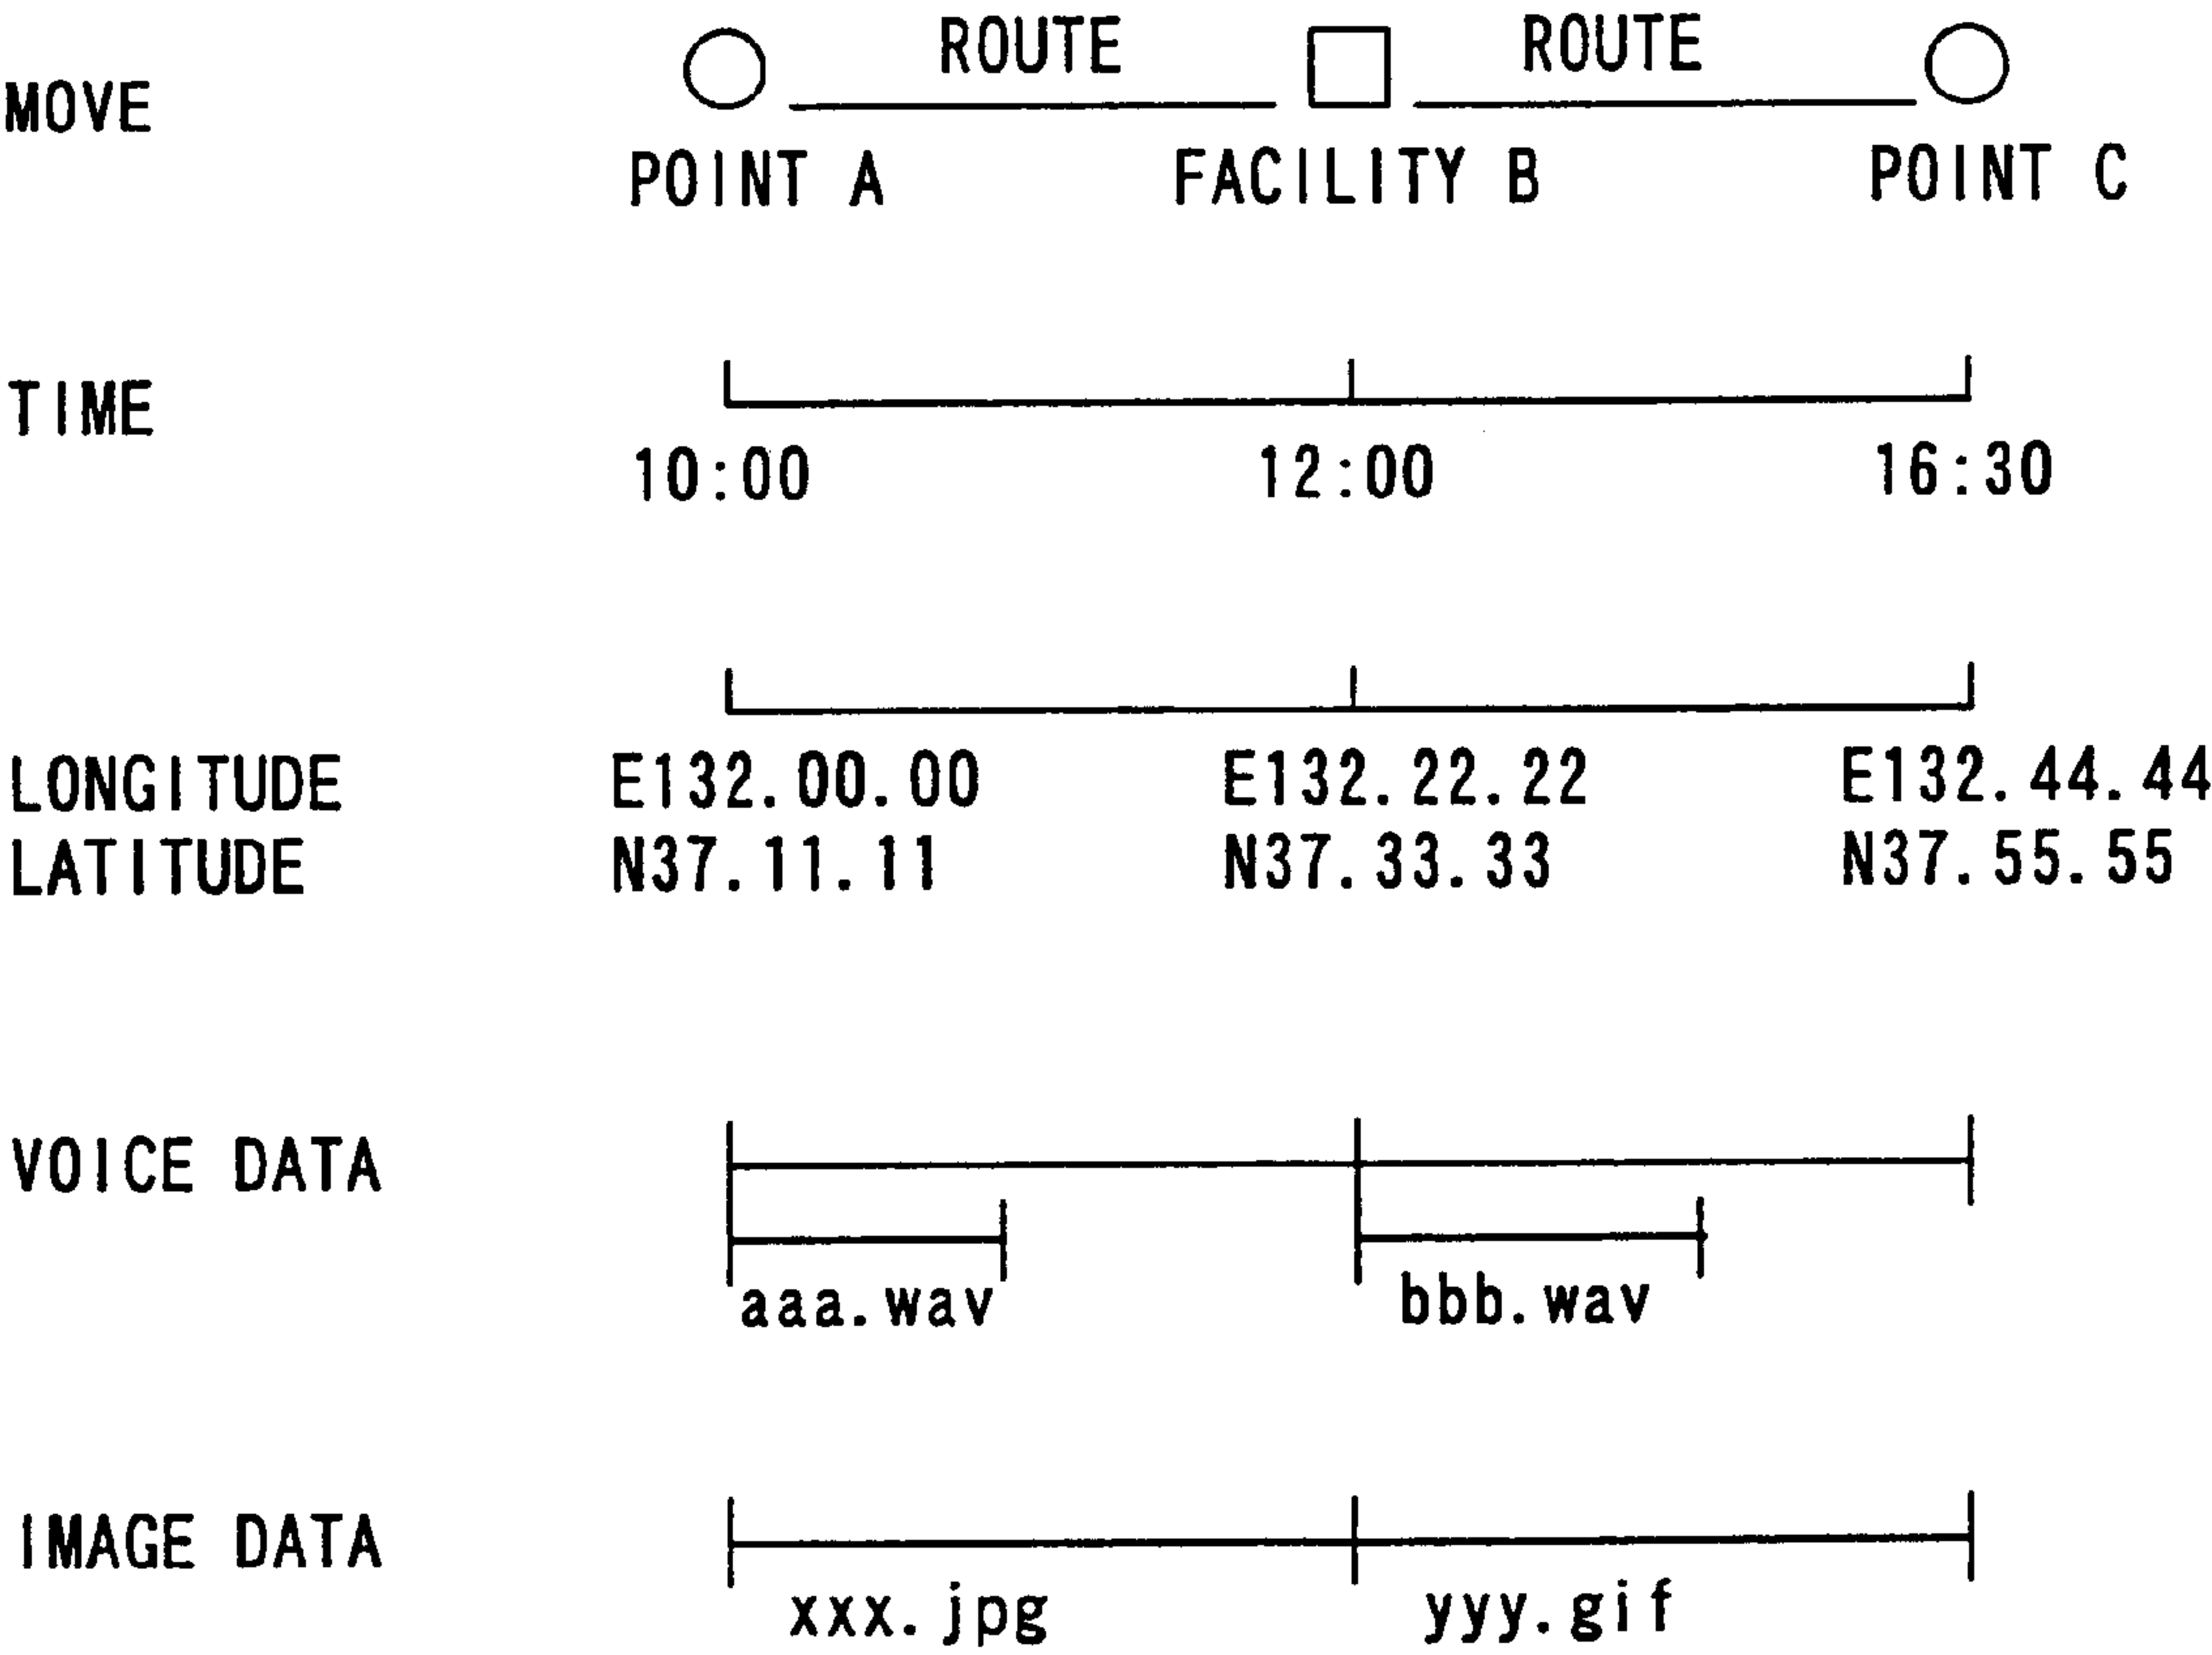 ROUTE ROUTE
MOVE
POINT A FACILITY B POINT C
TIME
10:00 12:00 16:30
LONGITUDE E132.00.00 E132.22.22 E132.44.44
LATITUDE N37.11.11 N37.33.33 N37.55.55
VOICE DATA
aaa.wav bbb.wav
IMAGE DATA
xxx.jpg yyy.gif